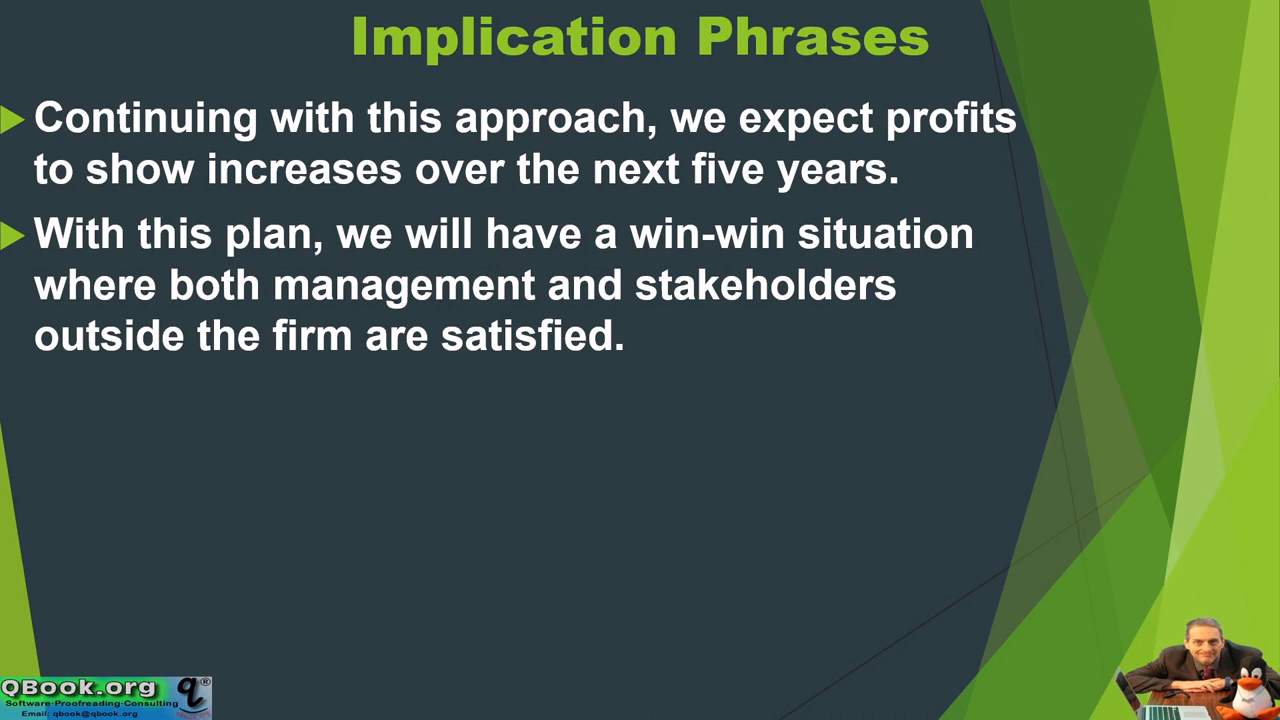 Implication Phrases
Continuing with this approach, we expect profits
to show increases over the next five years.
With this plan, we will have a win-win situation
where both management and stakeholders
outside the firm are satisfied.
QBook.org q®
Software·Proofreading·Consulting
Email: qbook@qbook.org